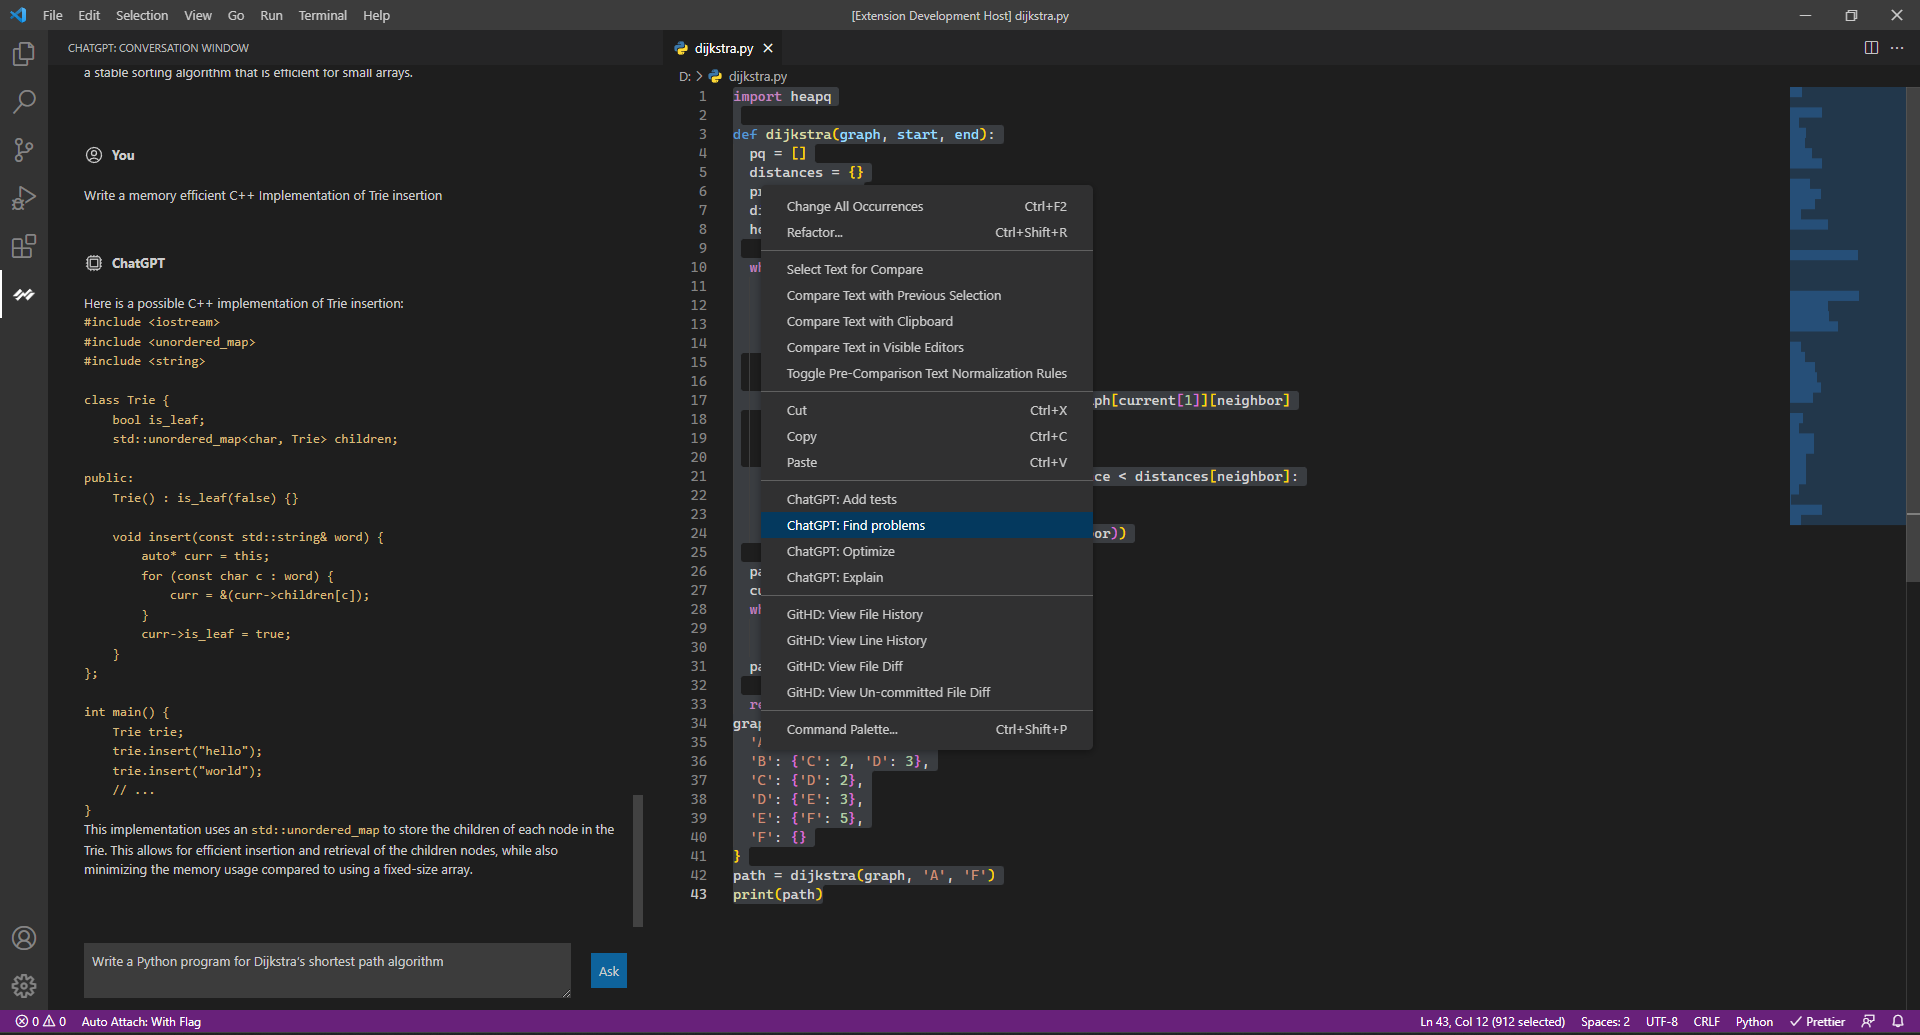 File Edit Selection View Go Run Terminal Help
[Extension Development Host] dijkstra.py
CHATGPT: CONVERSATION WINDOW
a stable sorting algorithm that is efficient for small arrays.
You
Write a memory efficient C++ Implementation of Trie insertion
ChatGPT
Here is a possible C++ implementation of Trie insertion:
#include <iostream>
#include <unordered_map>
#include <string>
class Trie {
    bool is_leaf;
    std::unordered_map<char, Trie> children;
public:
    Trie() : is_leaf(false) {}
    void insert(const std::string& word) {
        auto* curr = this;
        for (const char c : word) {
            curr = &(curr->children[c]);
        }
        curr->is_leaf = true;
    }
};
int main() {
    Trie trie;
    trie.insert("hello");
    trie.insert("world");
    // ...
}
This implementation uses an std::unordered_map to store the children of each node in the
Trie. This allows for efficient insertion and retrieval of the children nodes, while also
minimizing the memory usage compared to using a fixed-size array.
Write a Python program for Dijkstra's shortest path algorithm
Ask
dijkstra.py
D: > dijkstra.py
1 import heapq
2
3 def dijkstra(graph, start, end):
4   pq = []
5   distances = {}
6
7
8
9
10
11
12
13
14
15
16
17 ph[current[1]][neighbor]
18
19
20
21 ce < distances[neighbor]:
22
23
24 or))
25
26
27
28
29
30
31
32
33
34
35
36   'B': {'C': 2, 'D': 3},
37   'C': {'D': 2},
38   'D': {'E': 3},
39   'E': {'F': 5},
40   'F': {}
41 }
42 path = dijkstra(graph, 'A', 'F')
43 print(path)
Change All Occurrences Ctrl+F2
Refactor... Ctrl+Shift+R
Select Text for Compare
Compare Text with Previous Selection
Compare Text with Clipboard
Compare Text in Visible Editors
Toggle Pre-Comparison Text Normalization Rules
Cut Ctrl+X
Copy Ctrl+C
Paste Ctrl+V
ChatGPT: Add tests
ChatGPT: Find problems
ChatGPT: Optimize
ChatGPT: Explain
GitHD: View File History
GitHD: View Line History
GitHD: View File Diff
GitHD: View Un-committed File Diff
Command Palette... Ctrl+Shift+P
0 0 Auto Attach: With Flag
Ln 43, Col 12 (912 selected) Spaces: 2 UTF-8 CRLF Python Prettier